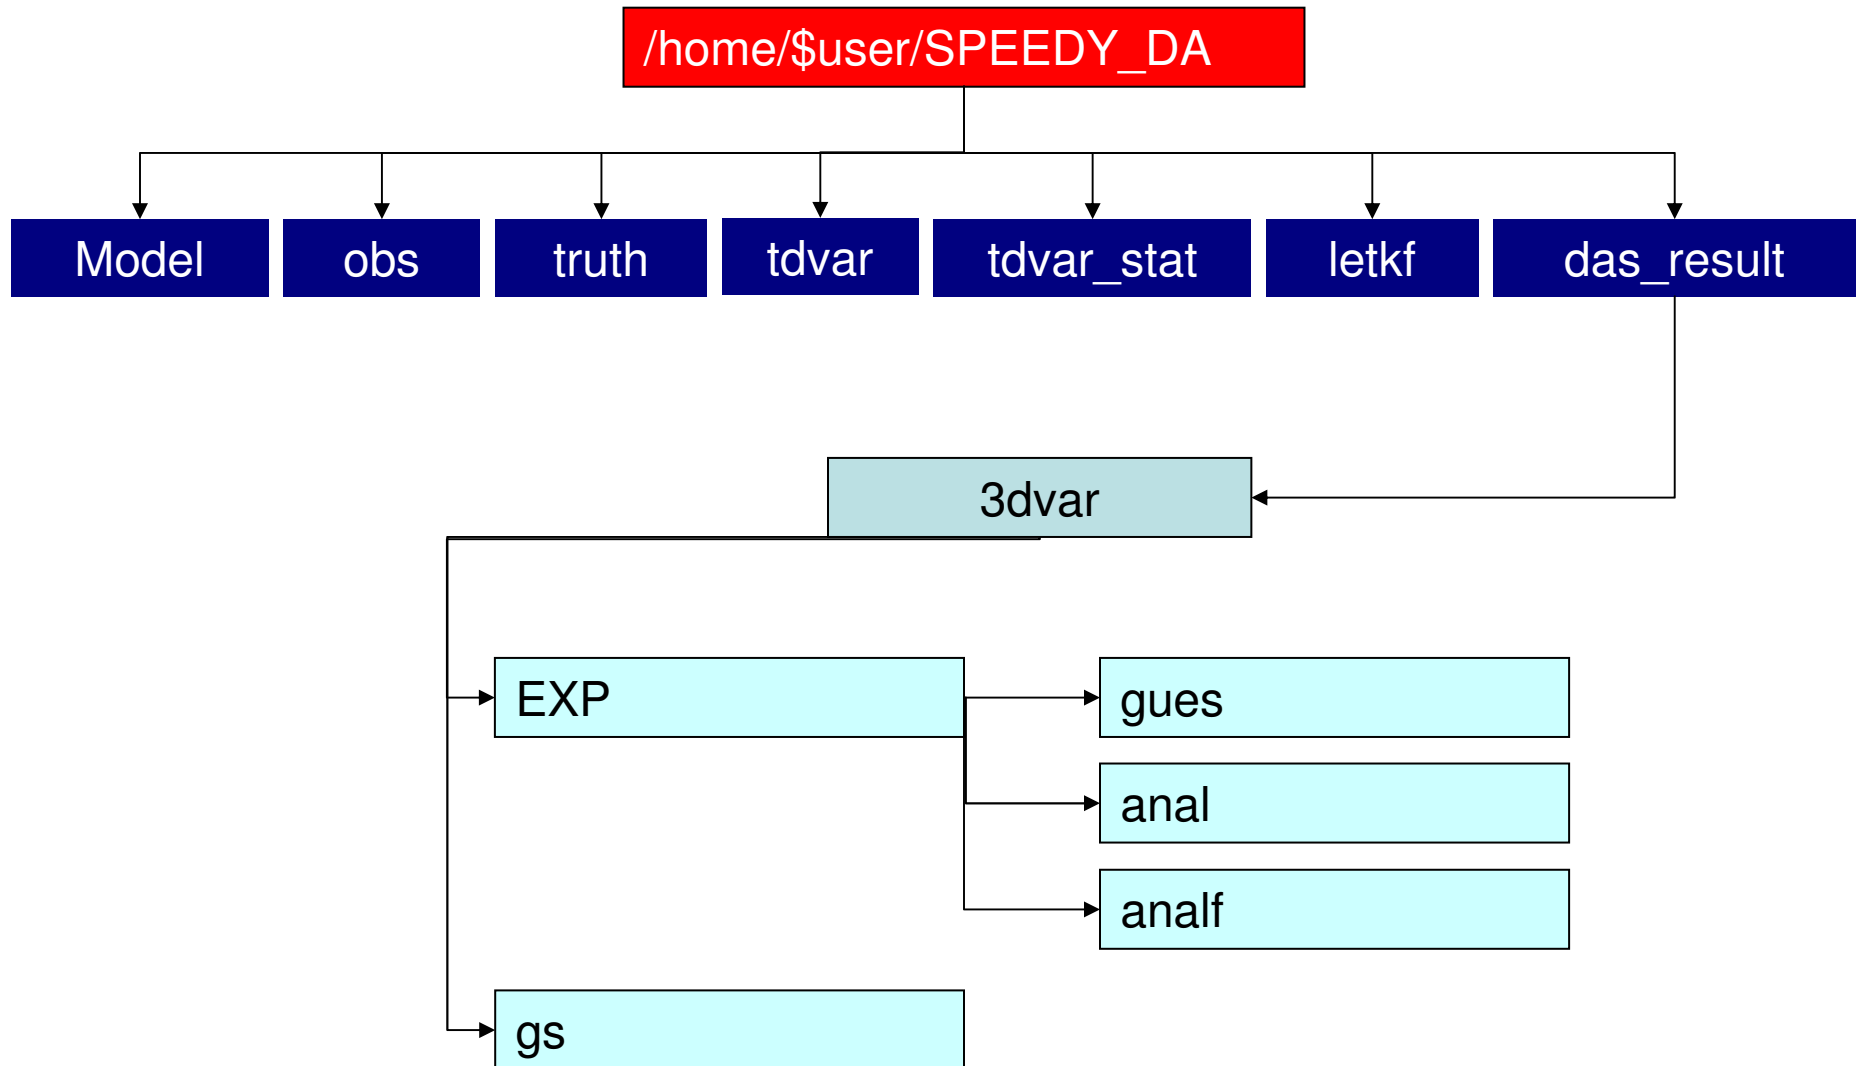 /home/$user/SPEEDY_DA
Model
obs
truth
tdvar
tdvar_stat
letkf
das_result
3dvar
EXP
gues
anal
analf
gs